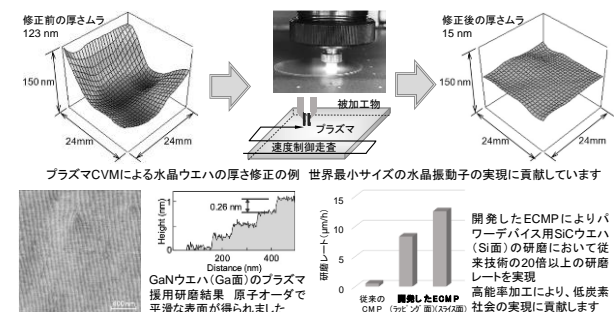 修正前の厚さムラ
123 nm
150 nm
24mm
24mm
被加工物
プラズマ
速度制御走査
修正後の厚さムラ
15 nm
150nm
24mm
24mm
プラズマCVMによる水晶ウエハの厚さ修正の例 世界最小サイズの水晶振動子の実現に貢献しています
800nm
Height (nm)
1
0
0.26 nm
200
400
Distance (nm)
GaNウエハ(Ga面)のプラズマ
援用研磨結果 原子オーダで
平滑な表面が得られました
研磨レート(μm/h)
15
10
5
0
従来の
CMP
開発したECMP
(ラッピング面)(スライス面)
開発したECMPによりパ
ワーデバイス用SiCウエハ
(Si面)の研磨において従
来技術の20倍以上の研磨
レートを実現
高能率加工により、低炭素
社会の実現に貢献します